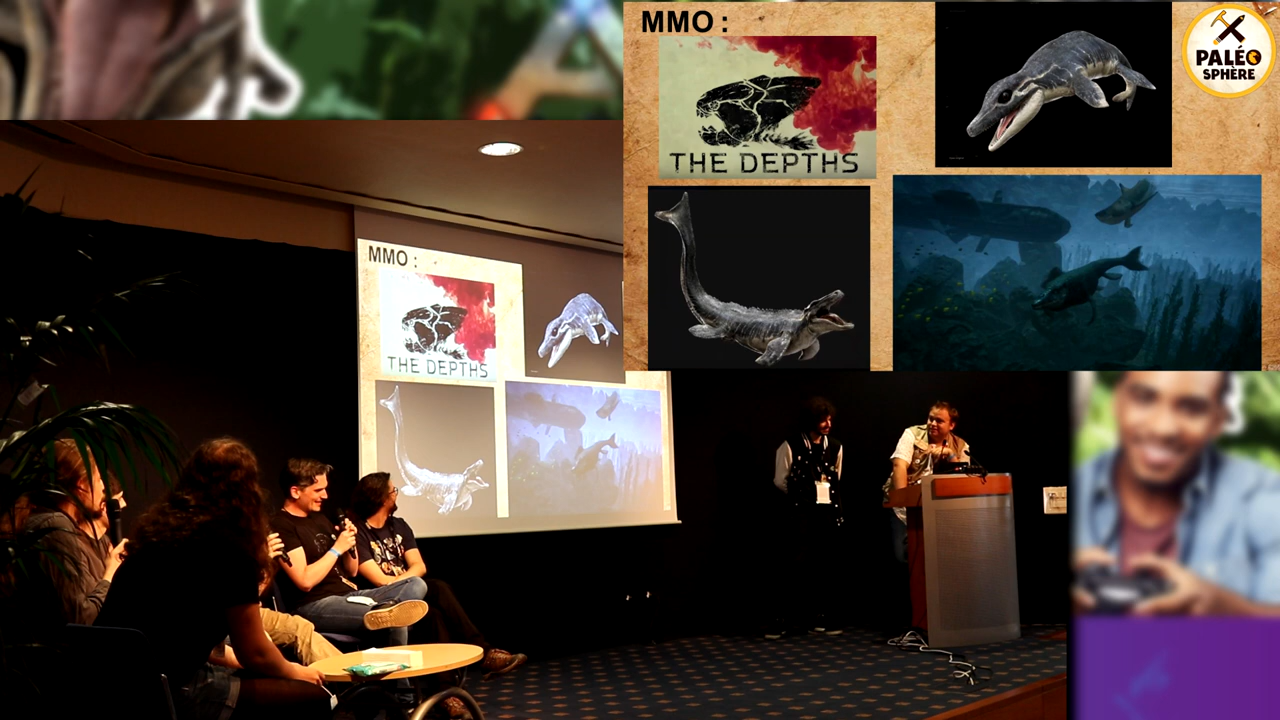 MMO :
THE DEPTHS
PALÉO
SPHÈRE
MMO :
THE DEPTHS